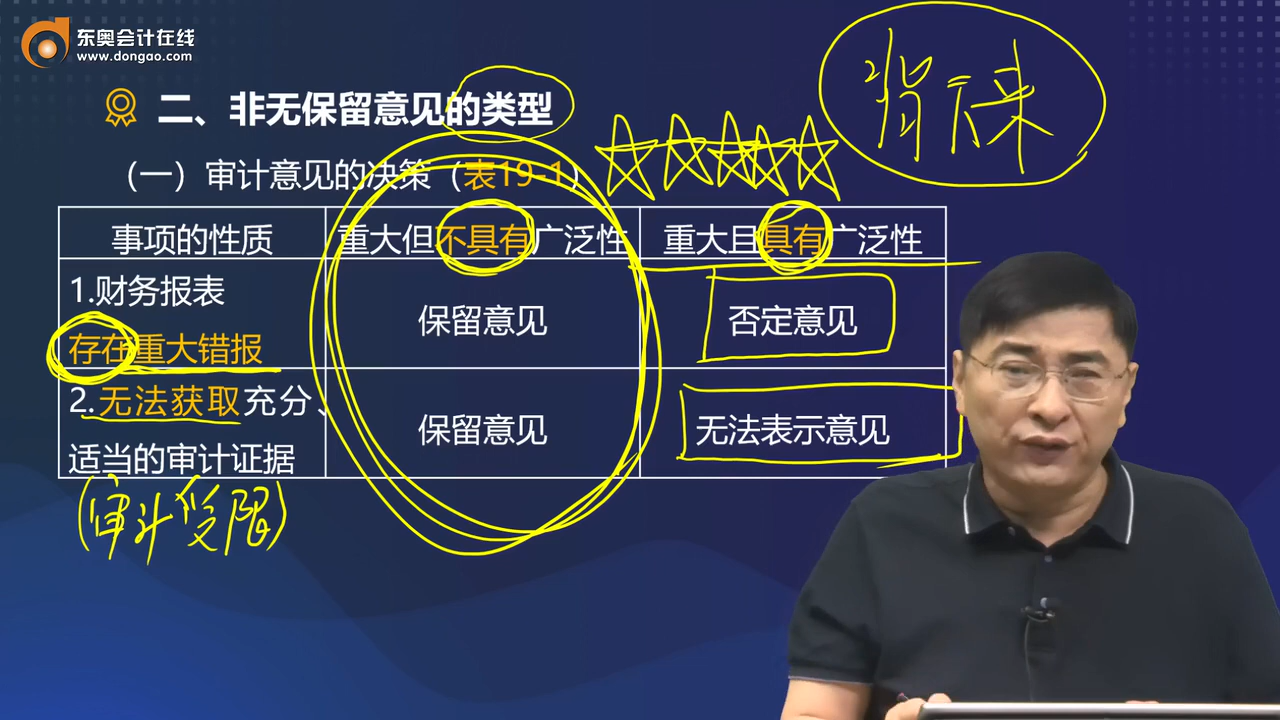 东奥会计在线
www.dongao.com
背下来
二、非无保留意见的类型
（一）审计意见的决策（表19-1）
事项的性质 重大但不具有广泛性 重大且具有广泛性
1.财务报表
存在重大错报
保留意见 否定意见
2.无法获取充分、
适当的审计证据
保留意见 无法表示意见
(审计受限)